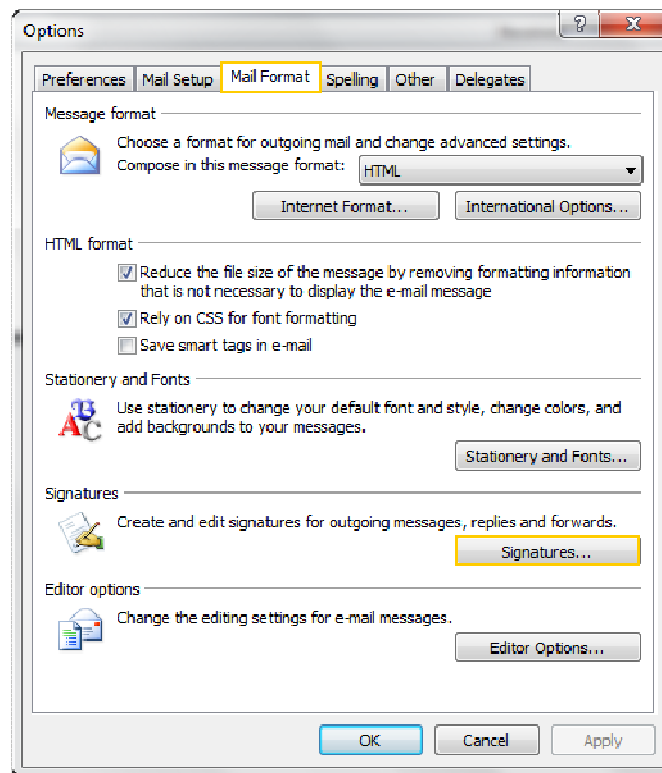 Options
Preferences Mail Setup Mail Format Spelling Other Delegates
Message format
Choose a format for outgoing mail and change advanced settings.
Compose in this message format: HTML
Internet Format... International Options...
HTML format
Reduce the file size of the message by removing formatting information
that is not necessary to display the e-mail message
Rely on CSS for font formatting
Save smart tags in e-mail
Stationery and Fonts
Use stationery to change your default font and style, change colors, and
add backgrounds to your messages.
Stationery and Fonts...
Signatures
Create and edit signatures for outgoing messages, replies and forwards.
Signatures...
Editor options
Change the editing settings for e-mail messages.
Editor Options...
OK Cancel Apply